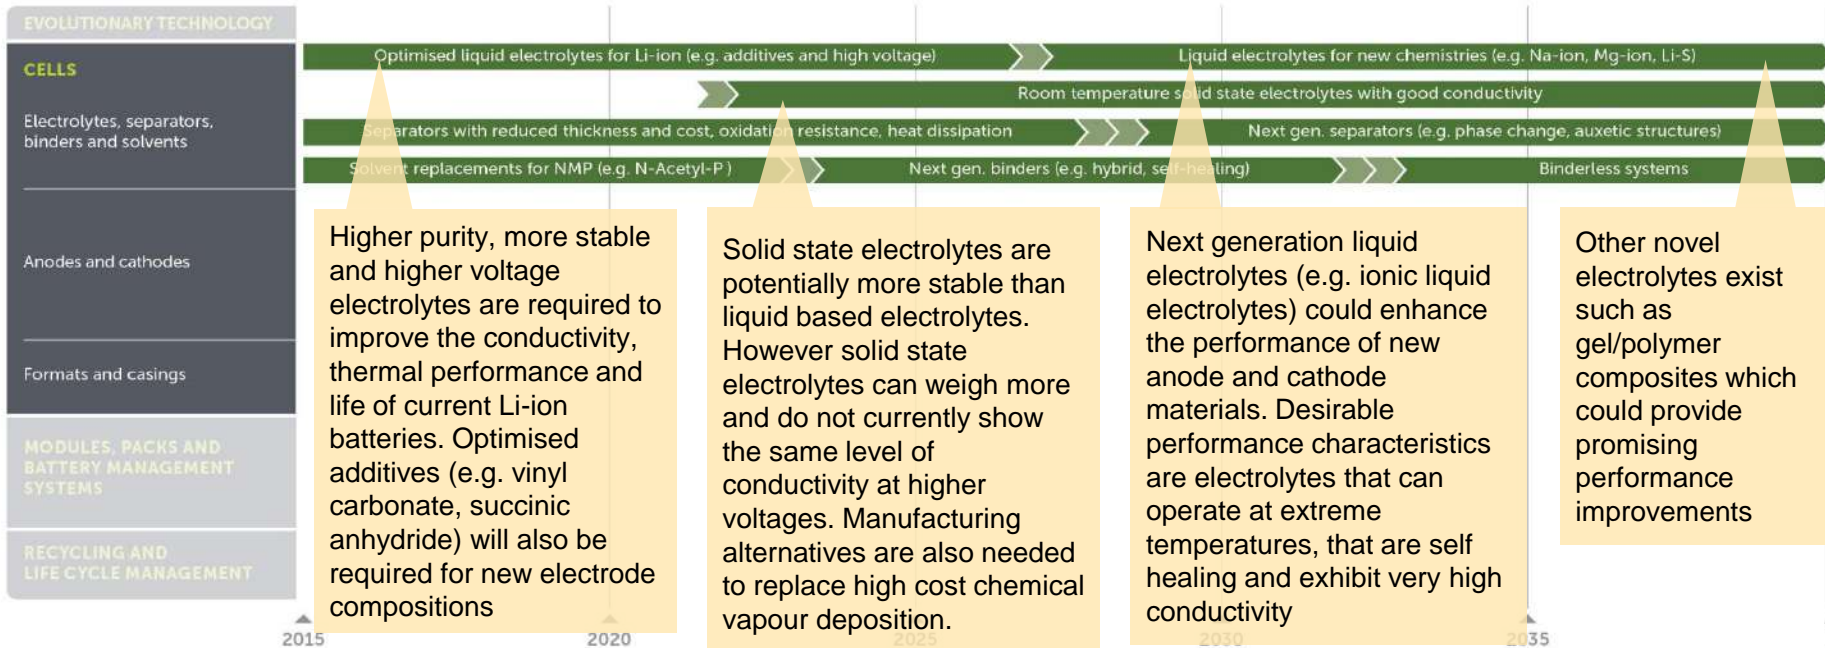 EVOLUTIONARY TECHNOLOGY
CELLS
Electrolytes, separators,
binders and solvents
Anodes and cathodes
Formats and casings
MODULES, PACKS AND
BATTERY MANAGEMENT
SYSTEMS
RECYCLING AND
LIFE CYCLE MANAGEMENT
Optimised liquid electrolytes for Li-ion (e.g. additives and high voltage)
Liquid electrolytes for new chemistries (e.g. Na-ion, Mg-ion, Li-S)
Room temperature solid state electrolytes with good conductivity
Separators with reduced thickness and cost, oxidation resistance, heat dissipation
Next gen. separators (e.g. phase change, auxetic structures)
Solvent replacements for NMP (e.g. N-Acetyl-P )
Next gen. binders (e.g. hybrid, self-healing)
Binderless systems
Higher purity, more stable
and higher voltage
electrolytes are required to
improve the conductivity,
thermal performance and
life of current Li-ion
batteries. Optimised
additives (e.g. vinyl
carbonate, succinic
anhydride) will also be
required for new electrode
compositions
Solid state electrolytes are
potentially more stable than
liquid based electrolytes.
However solid state
electrolytes can weigh more
and do not currently show
the same level of
conductivity at higher
voltages. Manufacturing
alternatives are also needed
to replace high cost chemical
vapour deposition.
Next generation liquid
electrolytes (e.g. ionic liquid
electrolytes) could enhance
the performance of new
anode and cathode
materials. Desirable
performance characteristics
are electrolytes that can
operate at extreme
temperatures, that are self
healing and exhibit very high
conductivity
Other novel
electrolytes exist
such as
gel/polymer
composites which
could provide
promising
performance
improvements
2015
2020
2025
2030
2035